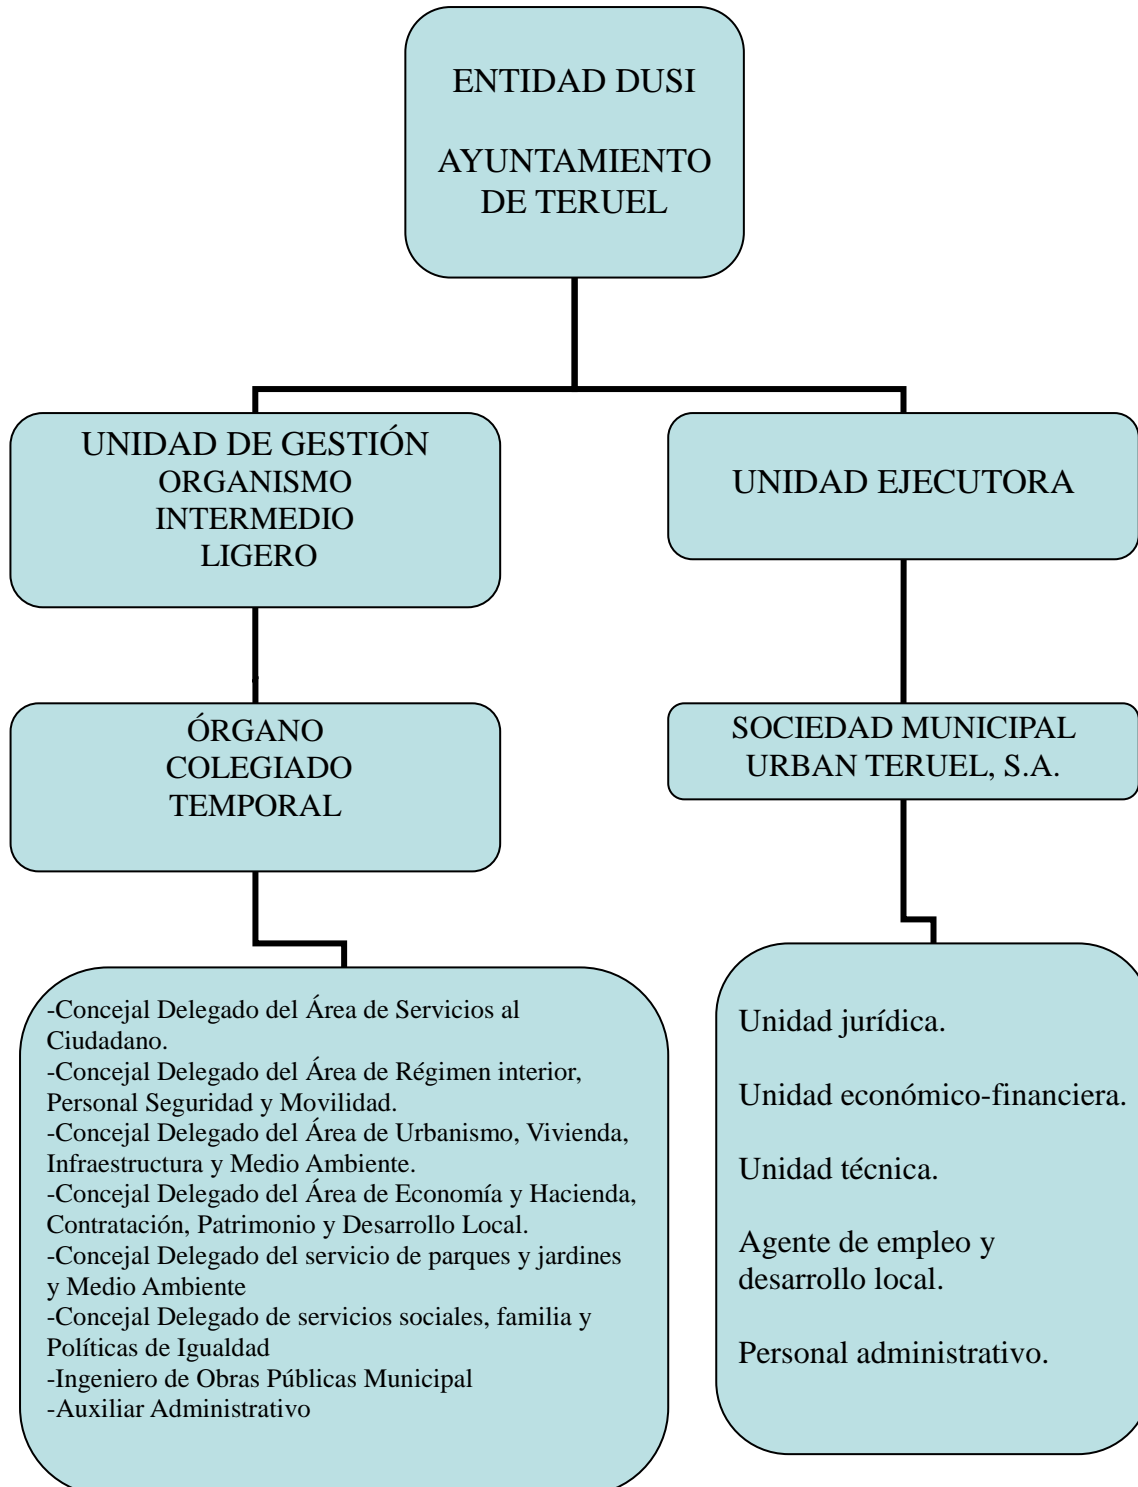 ENTIDAD DUSI
AYUNTAMIENTO
DE TERUEL
UNIDAD DE GESTIÓN
ORGANISMO
INTERMEDIO
LIGERO
UNIDAD EJECUTORA
ÓRGANO
COLEGIADO
TEMPORAL
SOCIEDAD MUNICIPAL
URBAN TERUEL, S.A.
-Concejal Delegado del Área de Servicios al
Ciudadano.
-Concejal Delegado del Área de Régimen interior,
Personal Seguridad y Movilidad.
-Concejal Delegado del Área de Urbanismo, Vivienda,
Infraestructura y Medio Ambiente.
-Concejal Delegado del Área de Economía y Hacienda,
Contratación, Patrimonio y Desarrollo Local.
-Concejal Delegado del servicio de parques y jardines
y Medio Ambiente
-Concejal Delegado de servicios sociales, familia y
Políticas de Igualdad
-Ingeniero de Obras Públicas Municipal
-Auxiliar Administrativo
Unidad jurídica.
Unidad económico-financiera.
Unidad técnica.
Agente de empleo y
desarrollo local.
Personal administrativo.